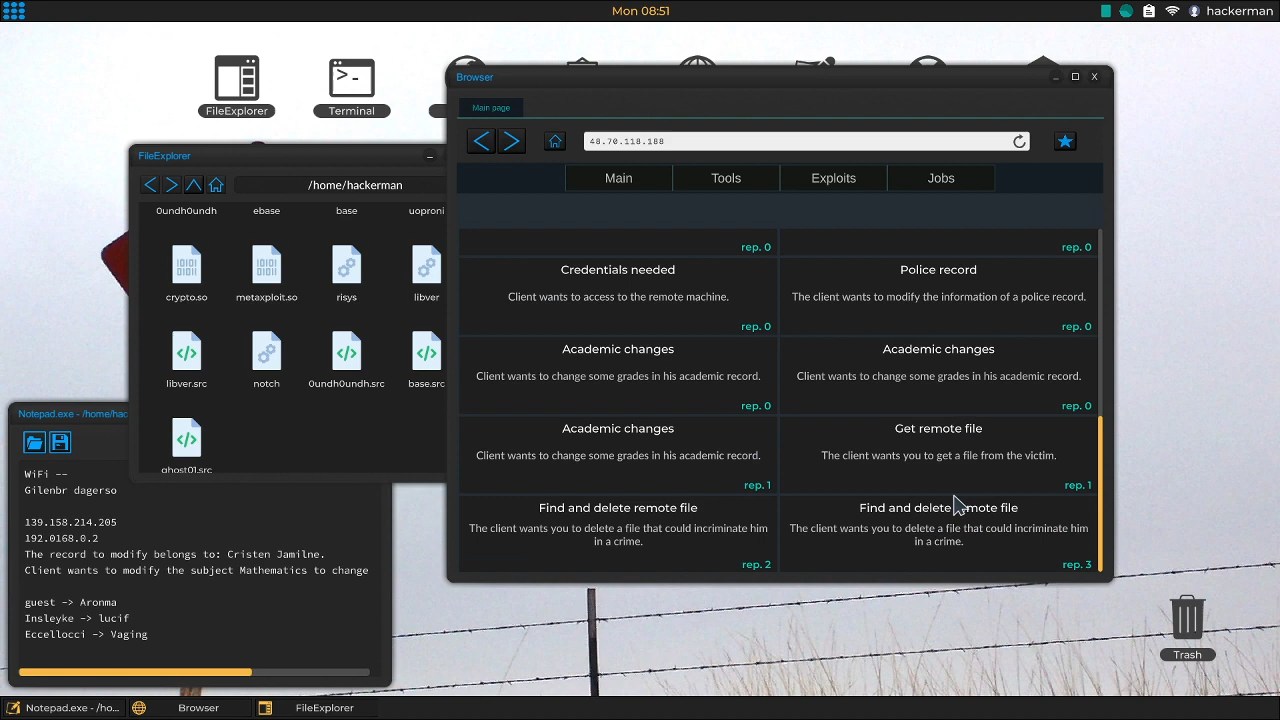 Mon 08:51
hackerman
FileExplorer
Terminal
Browser
Main page
48.70.118.188
Main
Tools
Exploits
Jobs
rep. 0
rep. 0
Credentials needed
Client wants to access to the remote machine.
rep. 0
Police record
The client wants to modify the information of a police record.
rep. 0
Academic changes
Client wants to change some grades in his academic record.
rep. 0
Academic changes
Client wants to change some grades in his academic record.
rep. 0
Academic changes
Client wants to change some grades in his academic record.
rep. 1
Get remote file
The client wants you to get a file from the victim.
rep. 1
Find and delete remote file
The client wants you to delete a file that could incriminate him
in a crime.
rep. 2
Find and delete remote file
The client wants you to delete a file that could incriminate him
in a crime.
rep. 3
FileExplorer
/home/hackerman
0undh0undh
ebase
base
uoproni
crypto.so
metaxploit.so
risys
libver
libver.src
notch
0undh0undh.src
base.src
ghost01.src
Notepad.exe - /home/hac
WiFi --
Gilenbr dagerso
139.158.214.205
192.0168.0.2
The record to modify belongs to: Cristen Jamilne.
Client wants to modify the subject Mathematics to change
guest -> Aronma
Insleyke -> lucif
Eccellocci -> Vaging
Trash
Notepad.exe - /ho...
Browser
FileExplorer